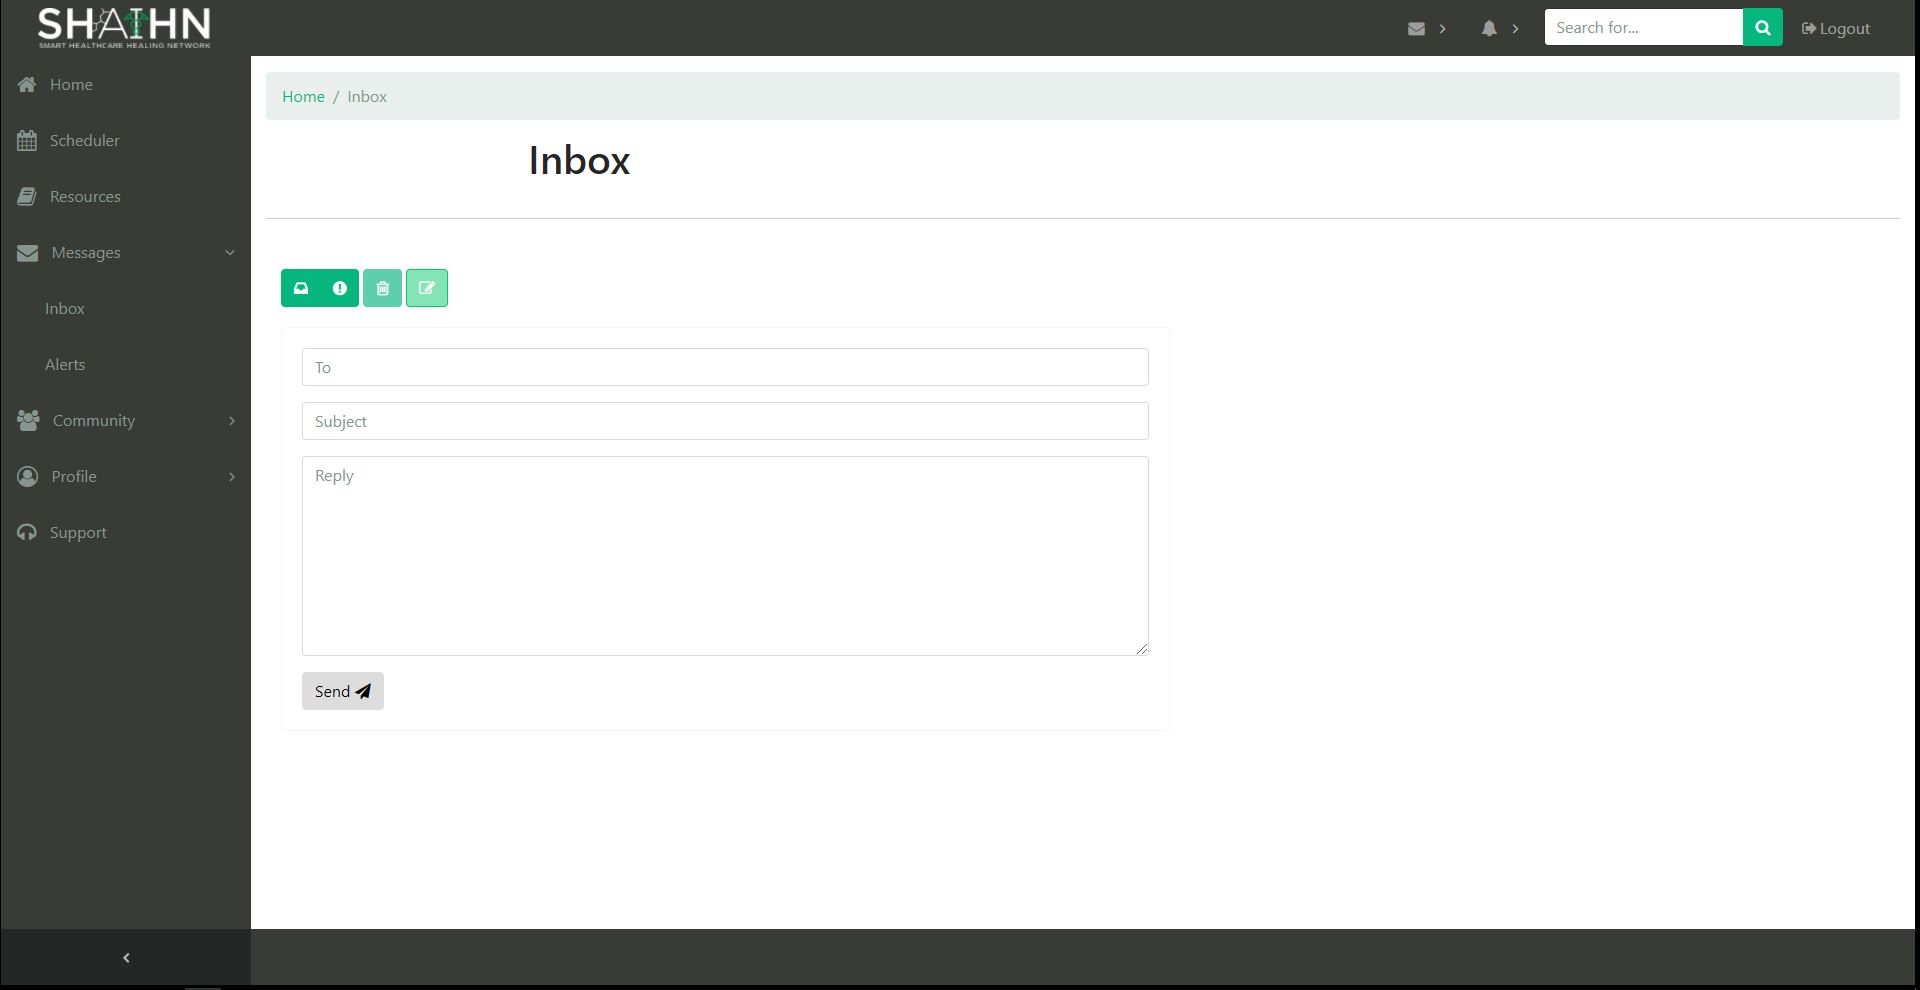 SHAIHN
SMART HEALTHCARE HEALING NETWORK
Search for...
Logout
Home
Scheduler
Resources
Messages
Inbox
Alerts
Community
Profile
Support
Home / Inbox
Inbox
To
Subject
Reply
Send